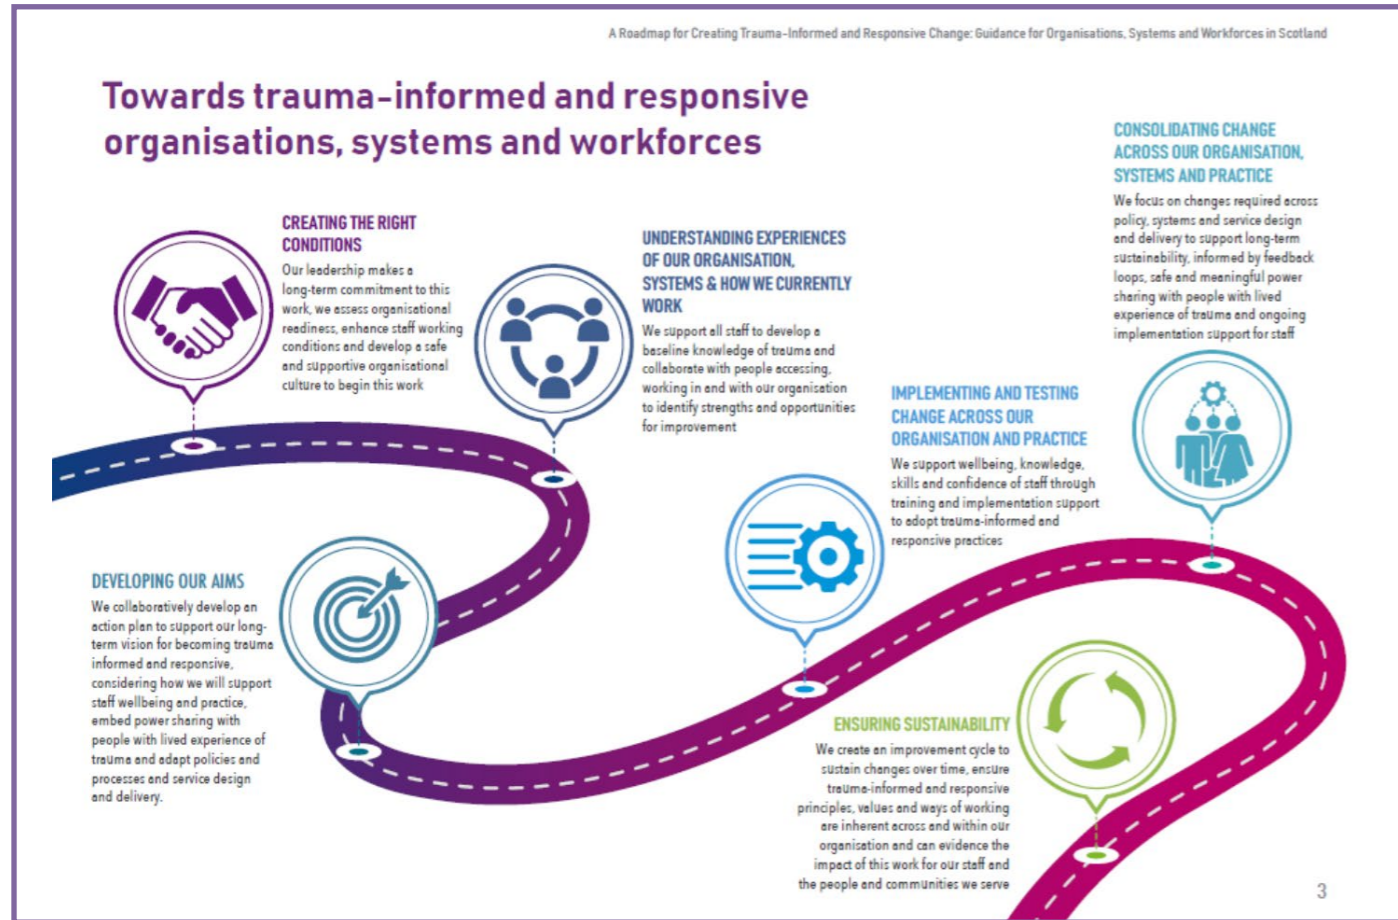 A Roadmap for Creating Trauma-Informed and Responsive Change: Guidance for Organisations, Systems and Workforces in Scotland
Towards trauma-informed and responsive
organisations, systems and workforces
CREATING THE RIGHT
CONDITIONS
Our leadership makes a
long-term commitment to this
work, we assess organisational
readiness, enhance staff working
conditions and develop a safe
and supportive organisational
culture to begin this work
UNDERSTANDING EXPERIENCES
OF OUR ORGANISATION,
SYSTEMS & HOW WE CURRENTLY
WORK
We support all staff to develop a
baseline knowledge of trauma and
collaborate with people accessing,
working in and with our organisation
to identify strengths and opportunities
for improvement
DEVELOPING OUR AIMS
We collaboratively develop an
action plan to support our long-
term vision for becoming trauma
informed and responsive,
considering how we will support
staff wellbeing and practice,
embed power sharing with
people with lived experience of
trauma and adapt policies and
processes and service design
and delivery.
IMPLEMENTING AND TESTING
CHANGE ACROSS OUR
ORGANISATION AND PRACTICE
We support wellbeing, knowledge,
skills and confidence of staff through
training and implementation support
to adopt trauma-informed and
responsive practices
CONSOLIDATING CHANGE
ACROSS OUR ORGANISATION,
SYSTEMS AND PRACTICE
We focus on changes required across
policy, systems and service design
and delivery to support long-term
sustainability, informed by feedback
loops, safe and meaningful power
sharing with people with lived
experience of trauma and ongoing
implementation support for staff
ENSURING SUSTAINABILITY
We create an improvement cycle to
sustain changes over time, ensure
trauma-informed and responsive
principles, values and ways of working
are inherent across and within our
organisation and can evidence the
impact of this work for our staff and
the people and communities we serve
3